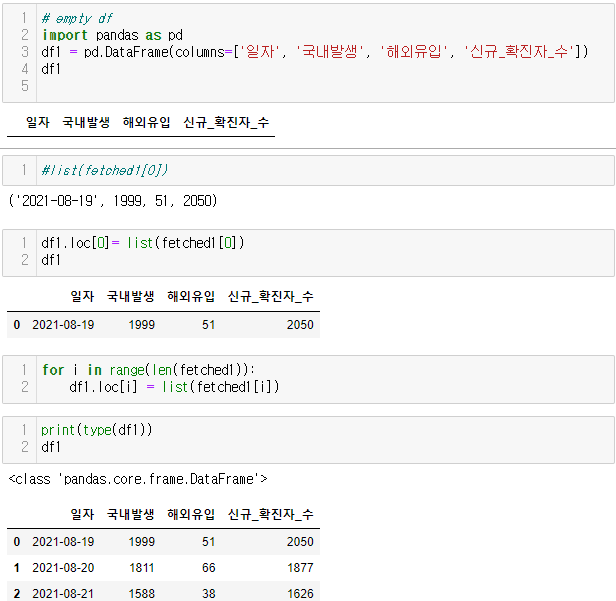 1 # empty df
2 import pandas as pd
3 df1 = pd.DataFrame(columns=['일자', '국내발생', '해외유입', '신규_확진자_수'])
4 df1
5
일자 국내발생 해외유입 신규_확진자_수
1 #list(fetched1[0])
('2021-08-19', 1999, 51, 2050)
1 df1.loc[0]= list(fetched1[0])
2 df1
일자 국내발생 해외유입 신규_확진자_수
0 2021-08-19 1999 51 2050
1 for i in range(len(fetched1)):
2 df1.loc[i] = list(fetched1[i])
1 print(type(df1))
2 df1
<class 'pandas.core.frame.DataFrame'>
일자 국내발생 해외유입 신규_확진자_수
0 2021-08-19 1999 51 2050
1 2021-08-20 1811 66 1877
2 2021-08-21 1588 38 1626